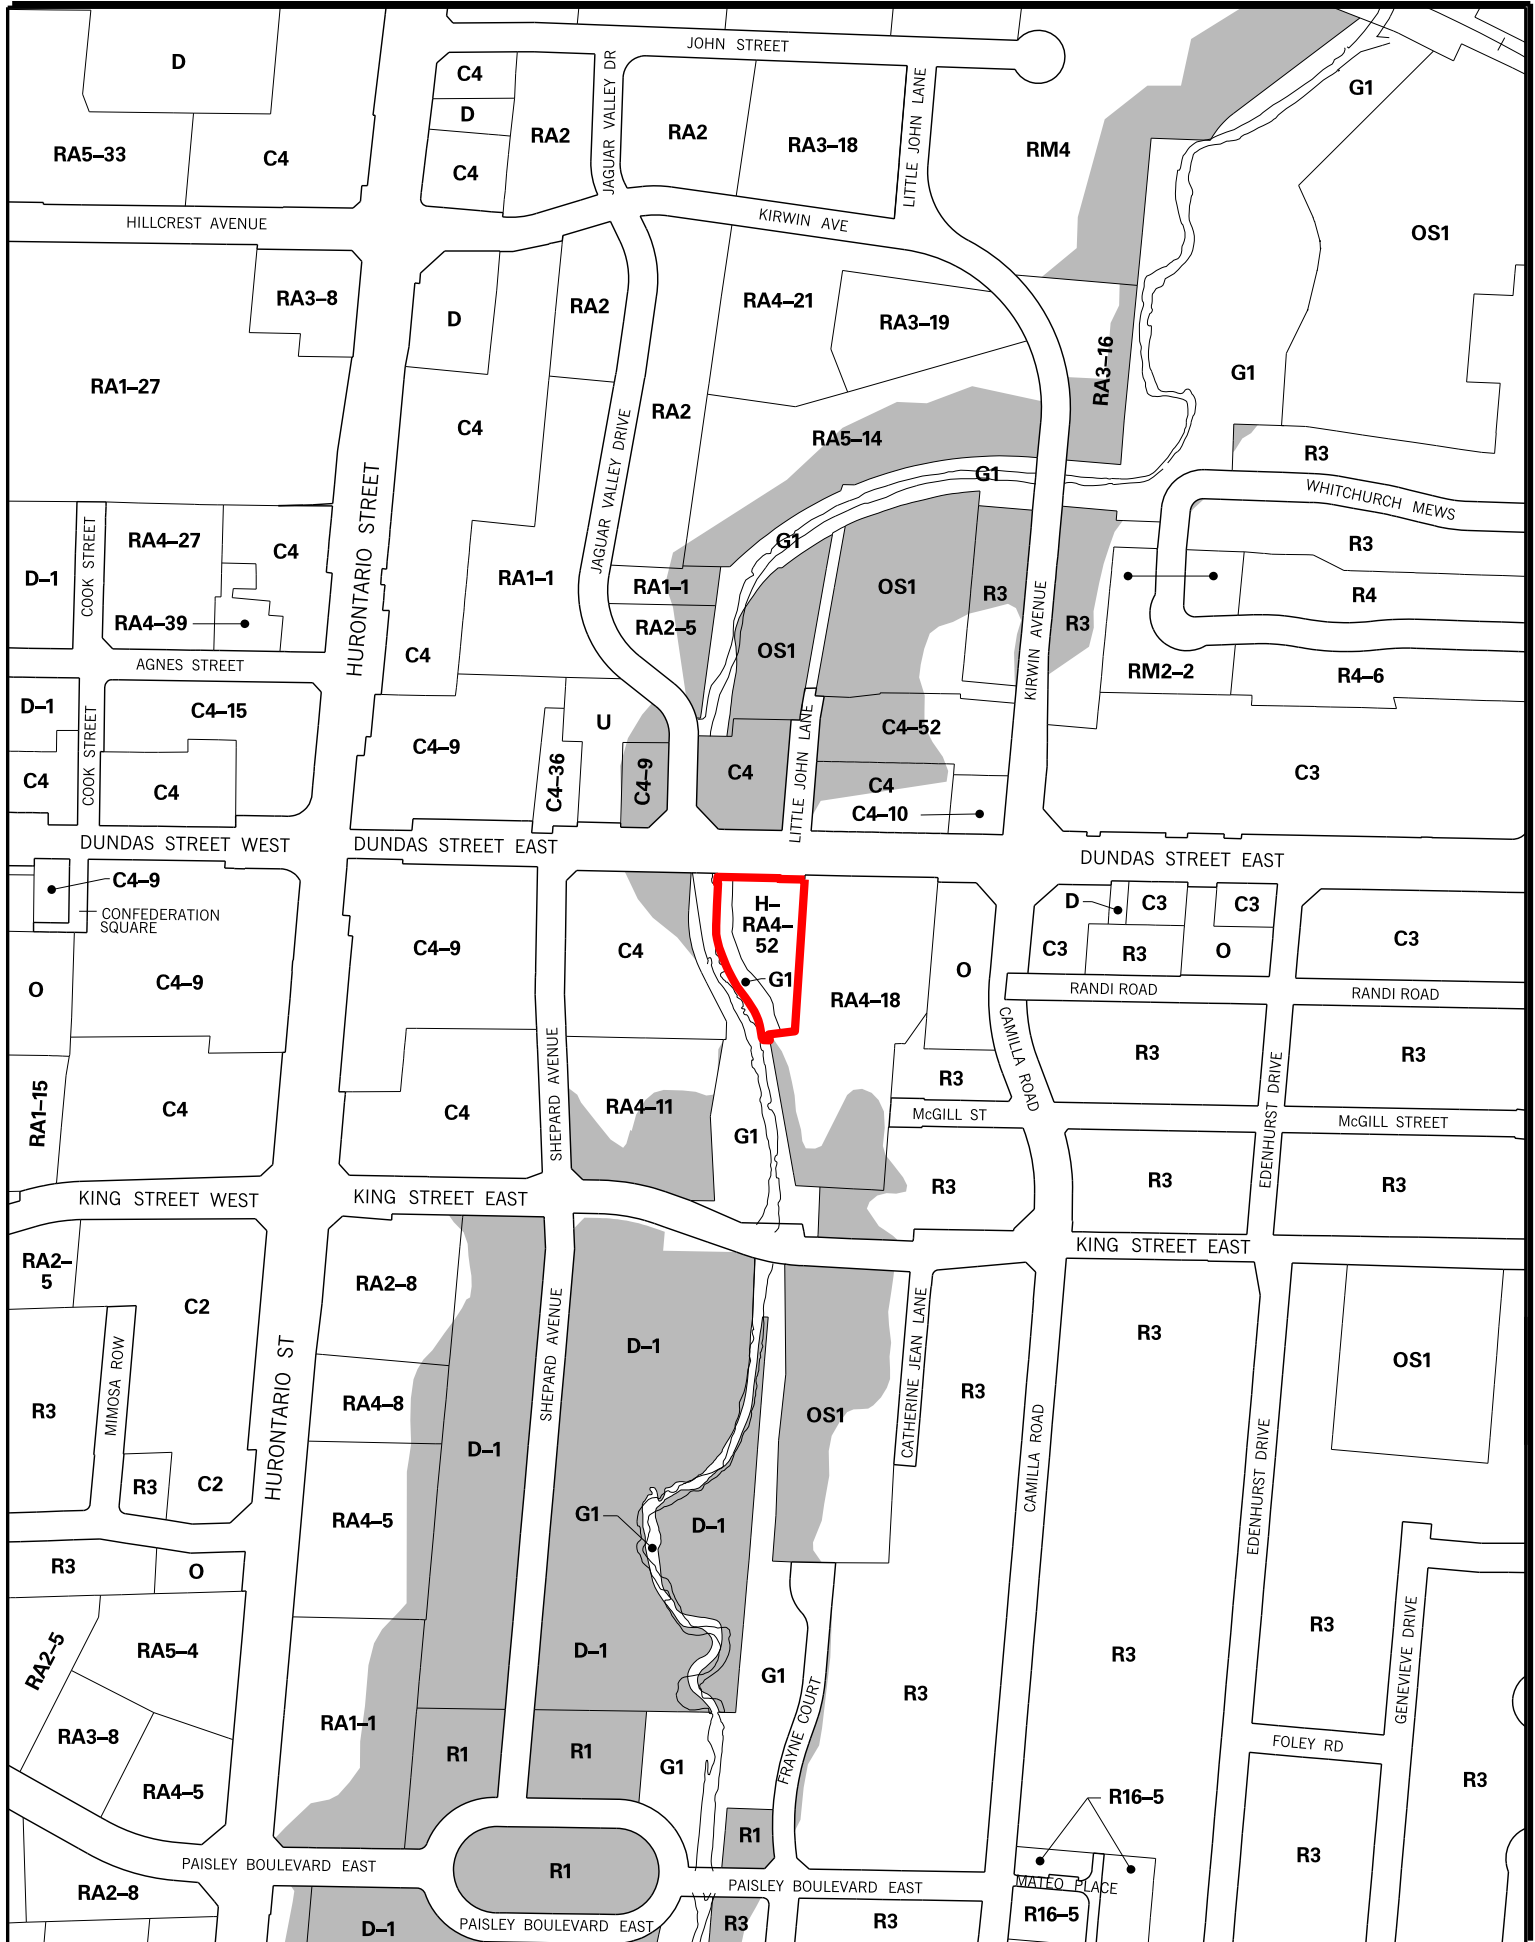 JOHN STREET
D
C4
D
C4
RA2
JAGUAR VALLEY DR
RA2
RA3–18
LITTLE JOHN LANE
RM4
G1
RA5–33
C4
HILLCREST AVENUE
KIRWIN AVE
OS1
RA3–8
D
RA2
RA4–21
RA3–19
RA3–16
G1
RA1–27
C4
RA2
JAGUAR VALLEY DRIVE
RA5–14
G1
R3
WHITCHURCH MEWS
HURONTARIO STREET
COOK STREET
RA4–27
C4
D–1
RA4–39
RA1–1
G1
RA1–1
RA2–5
OS1
OS1
R3
KIRWIN AVENUE
R3
R3
R4
AGNES STREET
C4
RM2–2
R4–6
D–1
COOK STREET
C4–15
C4
C4
C4–9
C4–36
U
C4–9
C4
LITTLE JOHN LANE
C4–52
C4
C4–10
C3
DUNDAS STREET WEST
DUNDAS STREET EAST
DUNDAS STREET EAST
C4–9
CONFEDERATION
SQUARE
H–
RA4–
52
G1
D
C3
C3
C3
R3
O
C3
O
C4–9
C4–9
C4
RA4–18
O
RANDI ROAD
RANDI ROAD
CAMILLA ROAD
R3
R3
RA1–15
C4
C4
SHEPARD AVENUE
RA4–11
G1
R3
McGILL ST
EDENHURST DRIVE
McGILL STREET
R3
R3
R3
KING STREET WEST
KING STREET EAST
KING STREET EAST
RA2–
5
C2
RA2–8
D–1
R3
OS1
MIMOSA ROW
R3
HURONTARIO ST
RA4–8
D–1
SHEPARD AVENUE
OS1
CATHERINE JEAN LANE
R3
CAMILLA ROAD
EDENHURST DRIVE
R3
C2
RA4–5
G1
D–1
R3
O
RA2–5
RA5–4
D–1
G1
FRAYNE COURT
R3
R3
R3
GENEVIEVE DRIVE
RA3–8
RA4–5
RA1–1
R1
R1
G1
FOLEY RD
R3
R16–5
R1
R3
PAISLEY BOULEVARD EAST
R1
PAISLEY BOULEVARD EAST
MATEO PLACE
RA2–8
D–1
PAISLEY BOULEVARD EAST
R3
R3
R16–5